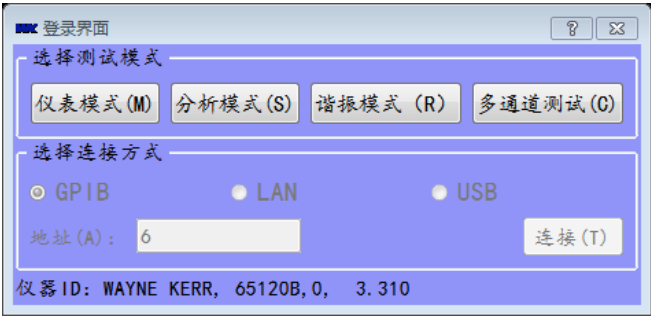 WK 登录界面
选择测试模式
仪表模式(M) 分析模式(S) 谐振模式 (R) 多通道测试(C)
选择连接方式
GPIB LAN USB
地址(A): 6 连接(T)
仪器ID: WAYNE KERR, 65120B,0, 3.310